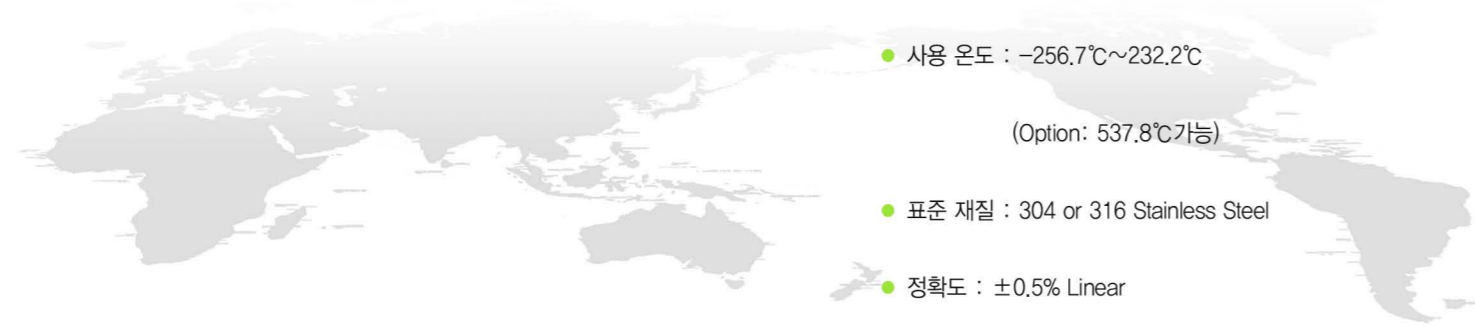 ● 사용 온도 : -256.7℃~232.2℃
(Option: 537.8℃가능)
● 표준 재질 : 304 or 316 Stainless Steel
● 정확도 : ±0.5% Linear